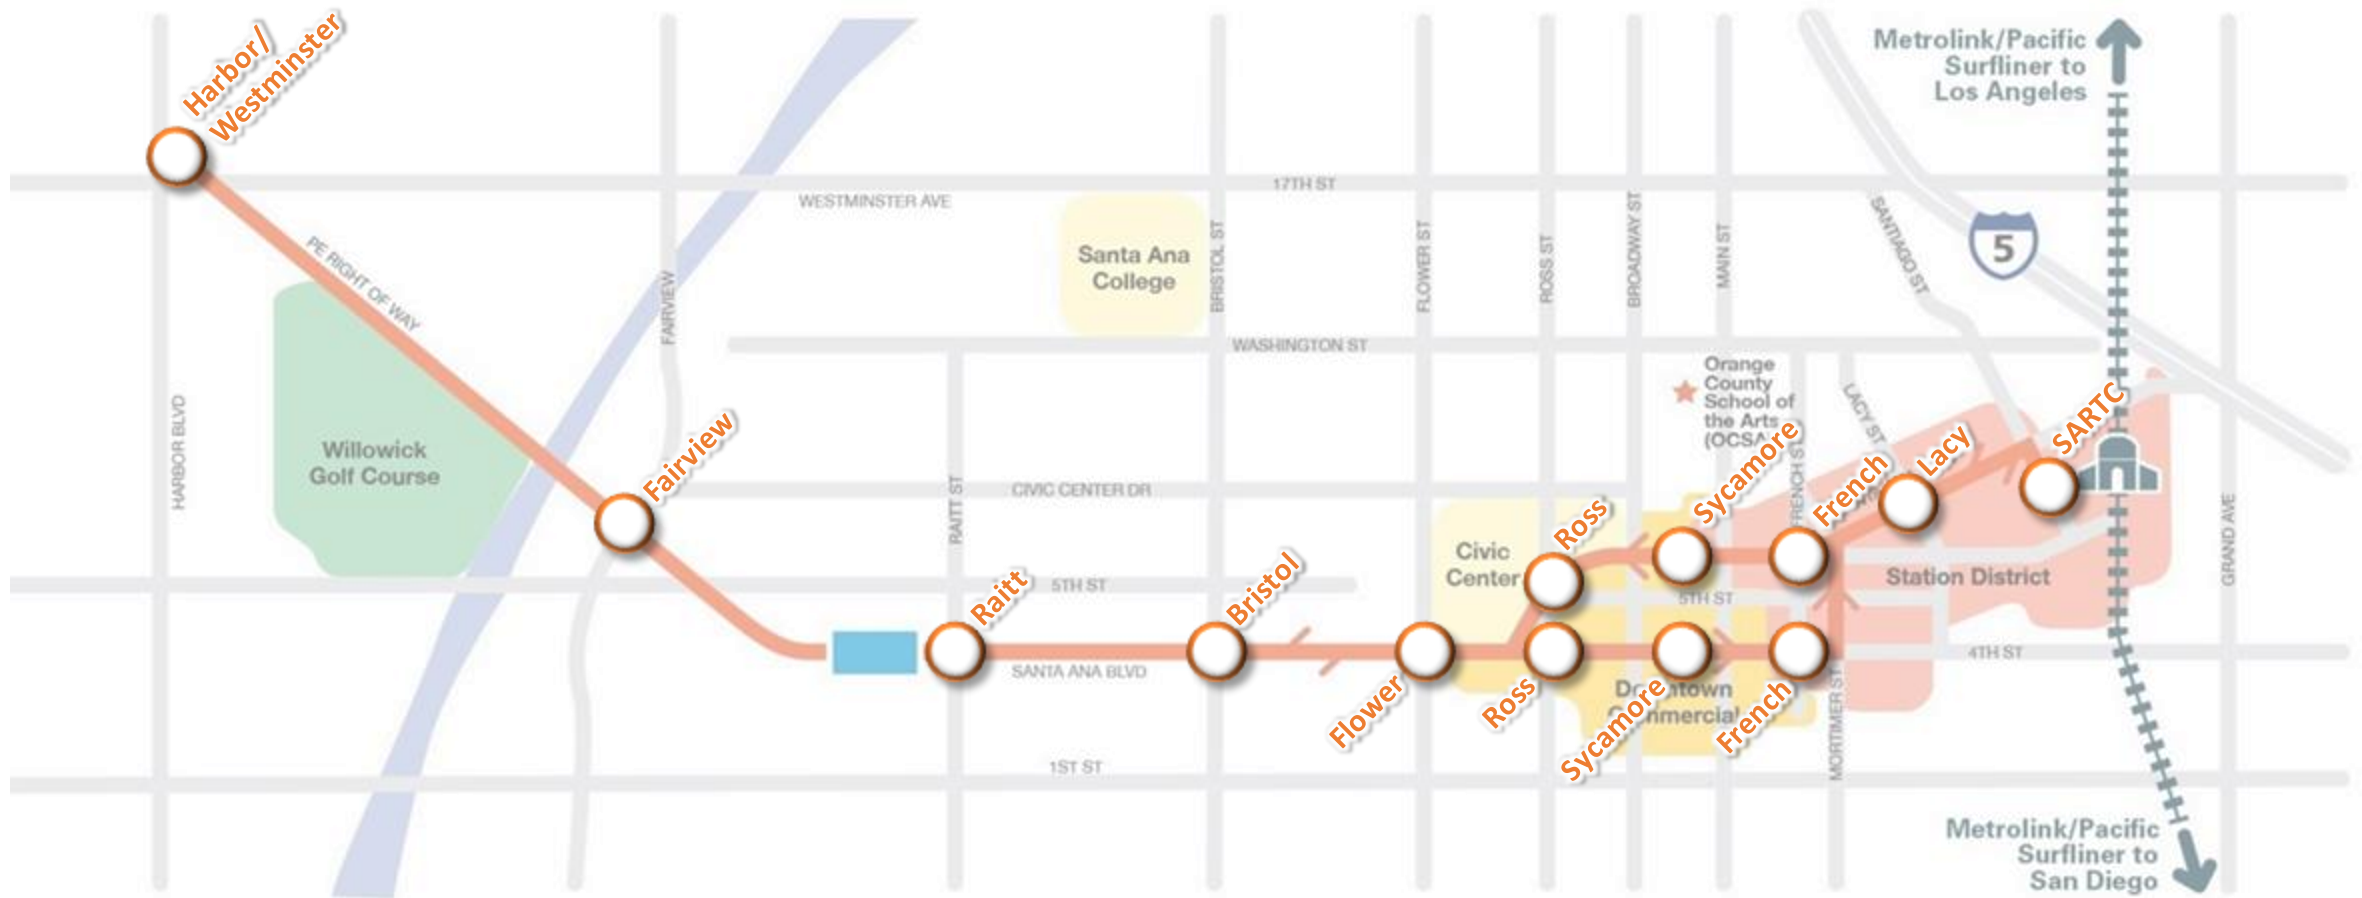 Harbor/
Westminster
Metrolink/Pacific
Surfliner to
Los Angeles
17TH ST
WESTMINSTER AVE
PE RIGHT OF WAY
FAIRVIEW
Santa Ana
College
BRISTOL ST
FLOWER ST
ROSS ST
BROADWAY ST
MAIN ST
SANTIAGO ST
5
WASHINGTON ST
Orange
County
School of
the Arts
HARBOR BLVD
Willowick
Golf Course
Fairview
RAITT ST
CIVIC CENTER DR
Civic
Center
Ross
Sycamore
FRENCH ST
French
LACY ST
Lacy
SARTC
GRAND AVE
5TH ST
Raitt
Bristol
5TH ST
Station District
SANTA ANA BLVD
4TH ST
Flower
Ross
Sycamore
French
MORTIMER ST
1ST ST
Metrolink/Pacific
Surfliner to
San Diego